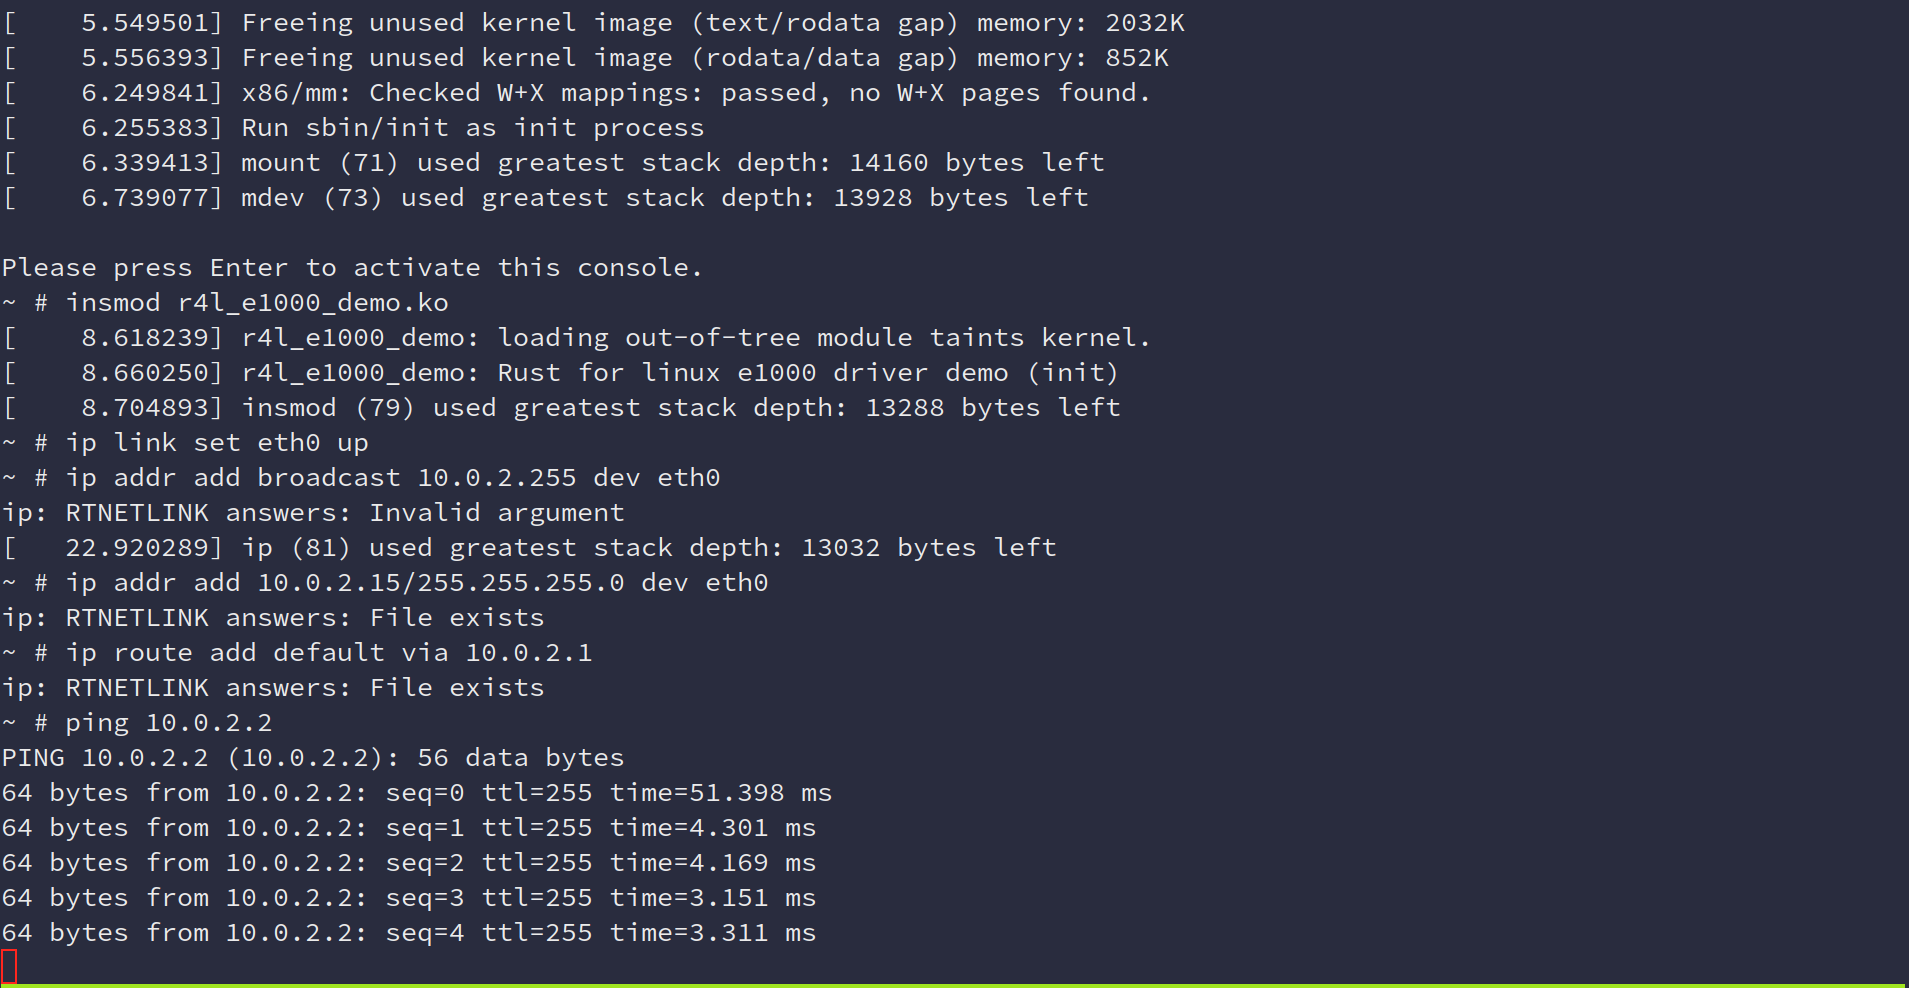 [    5.549501] Freeing unused kernel image (text/rodata gap) memory: 2032K
[    5.556393] Freeing unused kernel image (rodata/data gap) memory: 852K
[    6.249841] x86/mm: Checked W+X mappings: passed, no W+X pages found.
[    6.255383] Run sbin/init as init process
[    6.339413] mount (71) used greatest stack depth: 14160 bytes left
[    6.739077] mdev (73) used greatest stack depth: 13928 bytes left

Please press Enter to activate this console.
~ # insmod r4l_e1000_demo.ko
[    8.618239] r4l_e1000_demo: loading out-of-tree module taints kernel.
[    8.660250] r4l_e1000_demo: Rust for linux e1000 driver demo (init)
[    8.704893] insmod (79) used greatest stack depth: 13288 bytes left
~ # ip link set eth0 up
~ # ip addr add broadcast 10.0.2.255 dev eth0
ip: RTNETLINK answers: Invalid argument
[   22.920289] ip (81) used greatest stack depth: 13032 bytes left
~ # ip addr add 10.0.2.15/255.255.255.0 dev eth0
ip: RTNETLINK answers: File exists
~ # ip route add default via 10.0.2.1
ip: RTNETLINK answers: File exists
~ # ping 10.0.2.2
PING 10.0.2.2 (10.0.2.2): 56 data bytes
64 bytes from 10.0.2.2: seq=0 ttl=255 time=51.398 ms
64 bytes from 10.0.2.2: seq=1 ttl=255 time=4.301 ms
64 bytes from 10.0.2.2: seq=2 ttl=255 time=4.169 ms
64 bytes from 10.0.2.2: seq=3 ttl=255 time=3.151 ms
64 bytes from 10.0.2.2: seq=4 ttl=255 time=3.311 ms